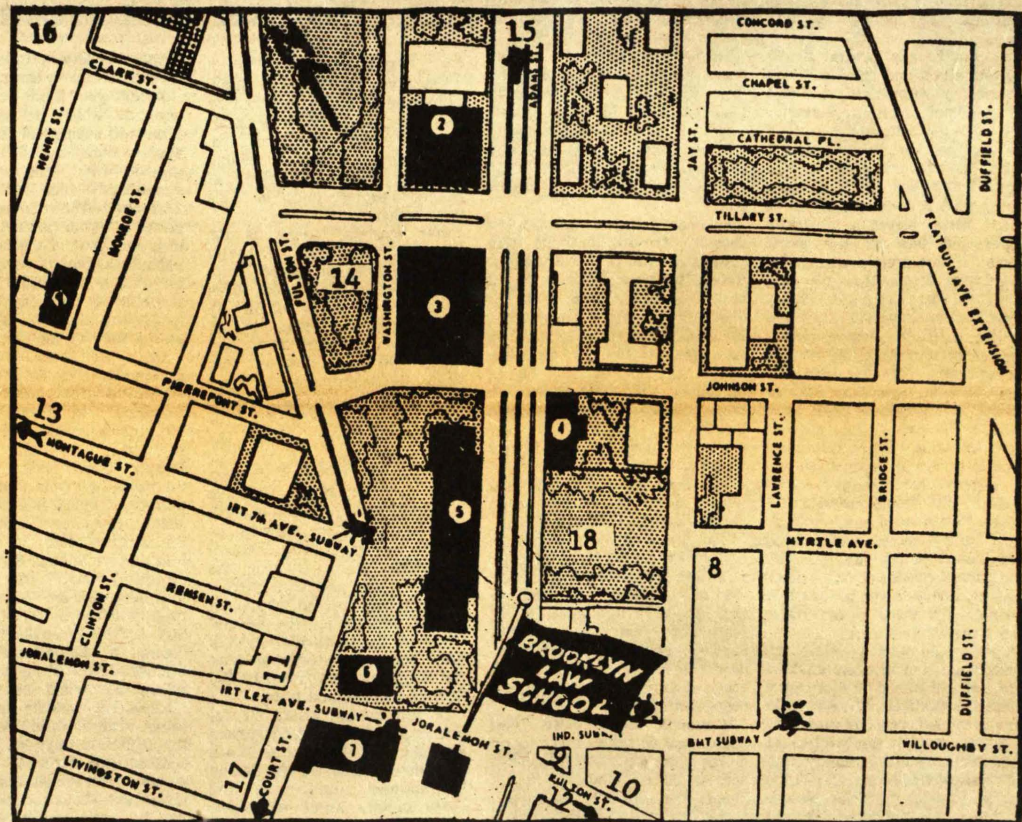 16
15
CONCORD ST.
CLARK ST.
CHAPEL ST.
HENRY ST.
2
JAY ST.
CATHEDRAL PL.
DUFFIELD ST.
MONROE ST.
TILLARY ST.
FULTON ST.
14
WASHINGTON ST.
3
FLATBUSH AVE. EXTENSION
PIERREPONT ST.
JOHNSON ST.
13
MONTAGUE ST.
4
LAWRENCE ST.
BRIDGE ST.
IRT 7th AVE., SUBWAY
5
18
MYRTLE AVE.
8
CLINTON ST.
REMSEN ST.
JORALEMON ST.
11
6
BROOKLYN
LAW
SCHOOL
DUFFIELD ST.
IRT LEX. AVE. SUBWAY
JORALEMON ST.
IND.
BMT SUBWAY
WILLOUGHBY ST.
7
9
LIVINGSTON ST.
17
COURT ST.
10
FULTON ST.
12